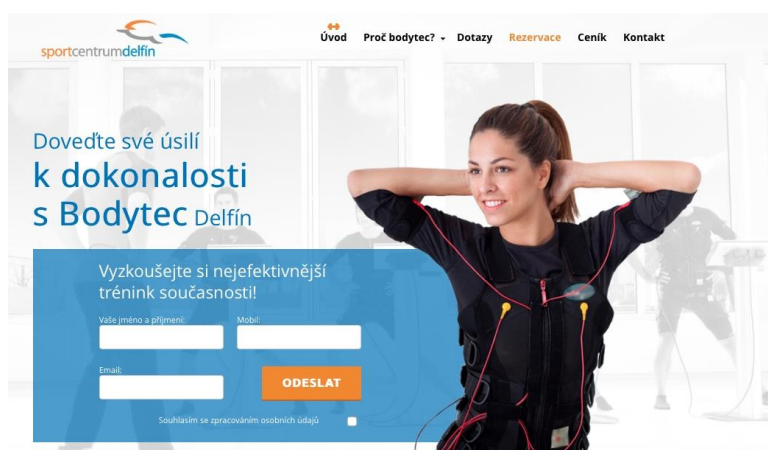 sportcentrumdelfín
Úvod Proč bodytec? Dotazy Rezervace Ceník Kontakt
Doveďte své úsilí
k dokonalosti
s Bodytec Delfín
Vyzkoušejte si nejefektivnější
trénink současnosti!
Vaše jméno a příjmení: Mobil:
Email:
ODESLAT
Souhlasím se zpracováním osobních údajů